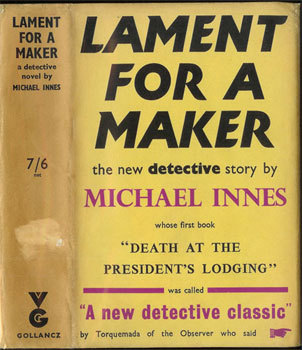 LAMENT
FOR A
MAKER
a detective
novel by
MICHAEL INNES
7/6
net
VG
GOLLANCZ
LAMENT
FOR A
MAKER
the new detective story by
MICHAEL INNES
whose first book
"DEATH AT THE
PRESIDENT'S LODGING"
was called
"A new detective classic"
by Torquemada of the Observer who said